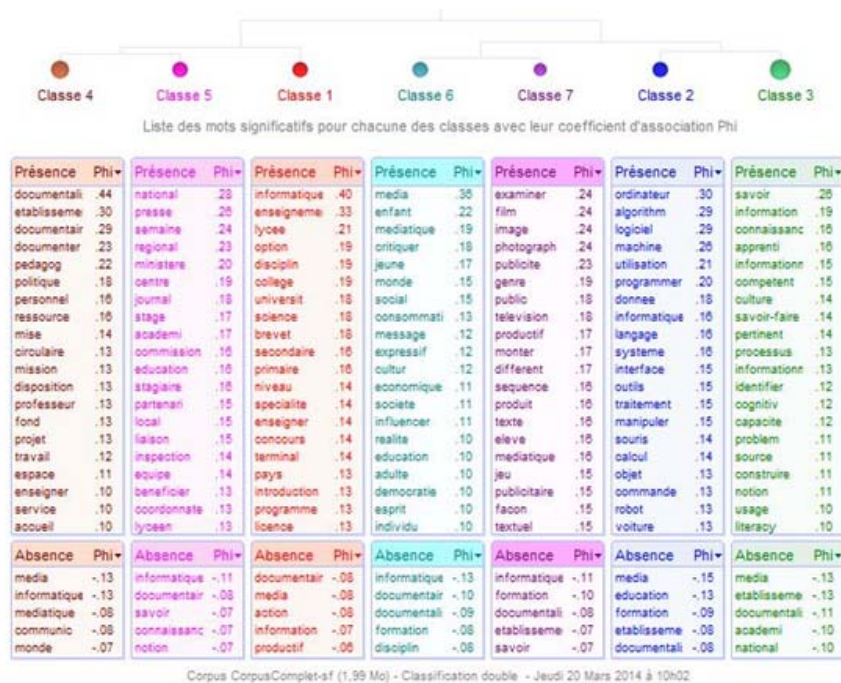 Classe 4 Classe 5 Classe 1 Classe 6 Classe 7 Classe 2 Classe 3
Liste des mots significatifs pour chacune des classes avec leur coefficient d'association Phi
Présence Phi Présence Phi Présence Phi Présence Phi Présence Phi Présence Phi Présence Phi
documentali .44 national .28 informatique .40 media .36 examiner .24 ordinateur .30 savoir .26
etablisseme .30 presse .26 enseigneme .33 enfant .22 film .24 algorithm .29 information .19
documentair .29 semaine .24 lycee .21 mediatique .19 image .24 logiciel .29 connaissanc .16
documenter .23 regional .23 option .19 critiquer .18 photograph .24 machine .26 apprenti .16
pedagog .22 ministere .20 disciplin .19 jeune .17 publicite .23 utilisation .21 informationn .15
politique .18 centre .19 college .19 monde .15 genre .19 programmer .20 competent .15
personnel .16 journal .18 universit .18 social .15 public .18 donnee .18 culture .14
ressource .16 stage .17 science .18 consommati .13 television .18 informatique .16 savoir-faire .14
mise .14 academi .17 brevet .18 message .12 productif .17 langage .16 pertinent .14
circulaire .13 commission .16 secondaire .16 expressif .12 monter .17 systeme .16 processus .13
mission .13 education .16 primaire .16 cultur .12 different .17 interface .15 informationn .13
disposition .13 stagiaire .16 niveau .14 economique .11 sequence .16 outils .15 identifier .12
professeur .13 partenari .15 specialite .14 societe .11 produit .16 traitement .15 cognitiv .12
fond .13 local .15 enseigner .14 influencer .11 texte .16 manipuler .15 capacite .12
projet .13 liaison .15 concours .14 realite .10 eleve .16 souris .14 problem .11
travail .12 inspection .14 terminal .14 education .10 mediatique .16 calcul .14 source .11
espace .11 equipe .14 pays .13 adulte .10 jeu .15 objet .13 construire .11
enseigner .10 beneficier .13 introduction .13 democratie .10 publicitaire .15 commande .13 notion .11
service .10 coordonnate .13 programme .13 esprit .10 facon .15 robot .13 usage .10
accueil .10 lyceen .13 licence .13 individu .10 textuel .15 voiture .13 literacy .10
Absence Phi Absence Phi Absence Phi Absence Phi Absence Phi Absence Phi Absence Phi
media -.13 informatique -.11 documentair -.08 informatique -.13 informatique -.11 media -.15 media -.13
informatique -.13 documentair -.08 media -.08 documentair -.10 formation -.10 education -.13 etablisseme -.13
mediatique -.08 savoir -.07 action -.08 documentali -.09 documentali -.08 formation -.09 documentali -.11
communic -.08 connaissanc -.07 information -.07 formation -.08 etablisseme -.08 etablisseme -.08 academi -.10
monde -.07 notion -.07 productif -.06 disciplin -.08 savoir -.07 documentali -.08 national -.10
Corpus CorpusComplet-sf (1,99 Mo) - Classification double - Jeudi 20 Mars 2014 à 10h02